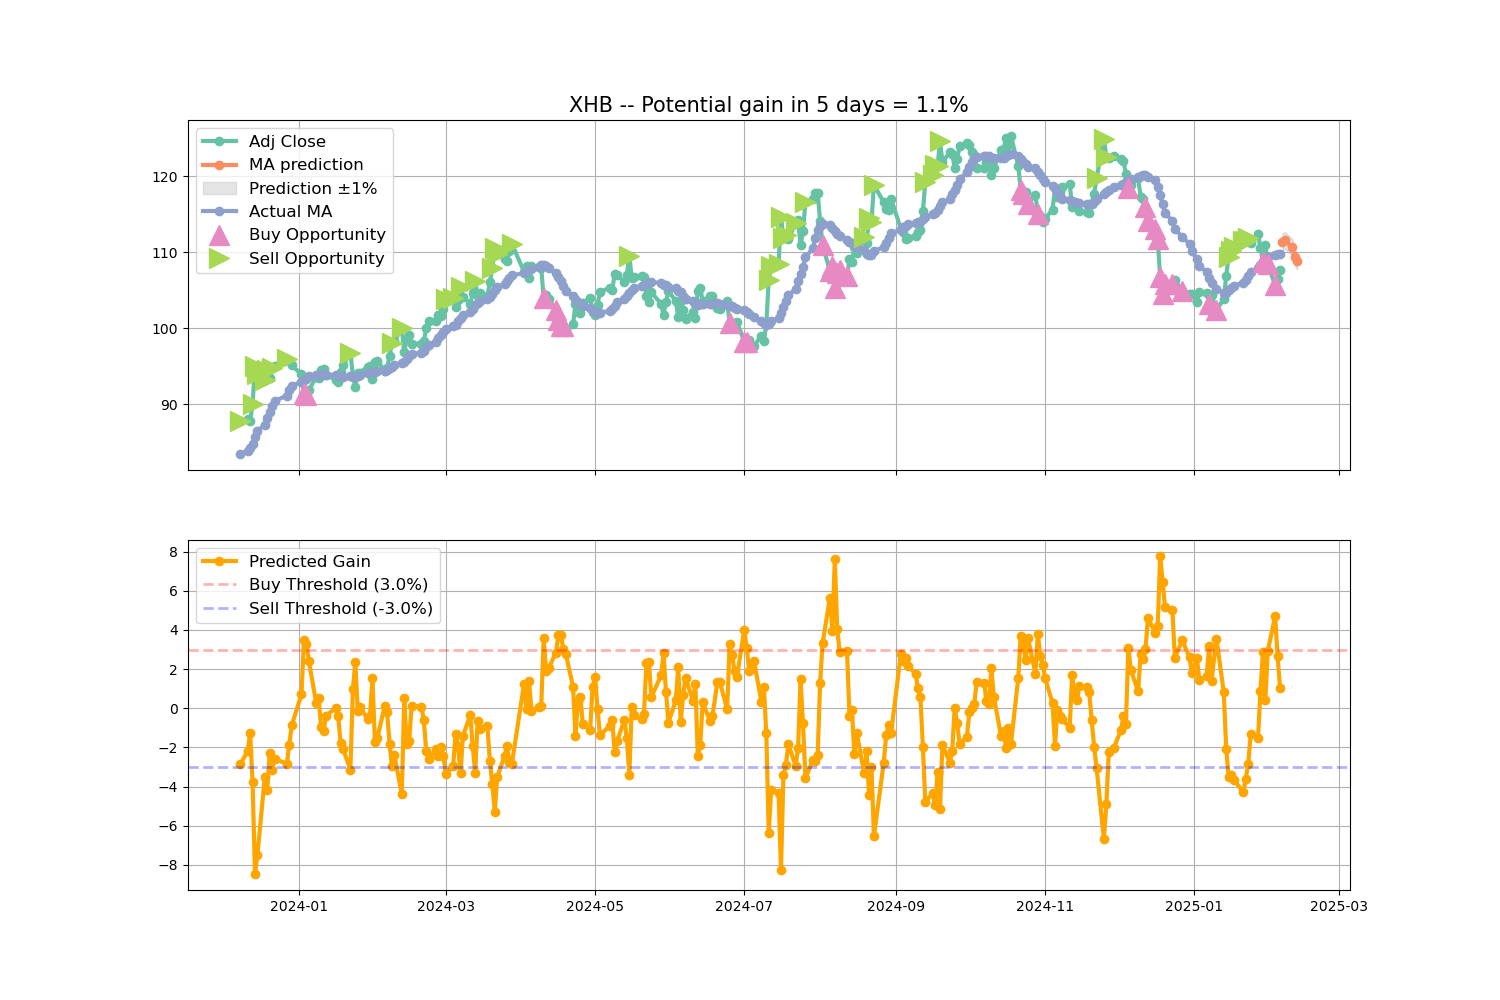 XHB -- Potential gain in 5 days = 1.1%
Adj Close
MA prediction
Prediction ±1%
Actual MA
Buy Opportunity
Sell Opportunity
120
110
100
90
Predicted Gain
Buy Threshold (3.0%)
Sell Threshold (-3.0%)
8
6
4
2
0
−2
−4
−6
−8
2024-01 2024-03 2024-05 2024-07 2024-09 2024-11 2025-01 2025-03